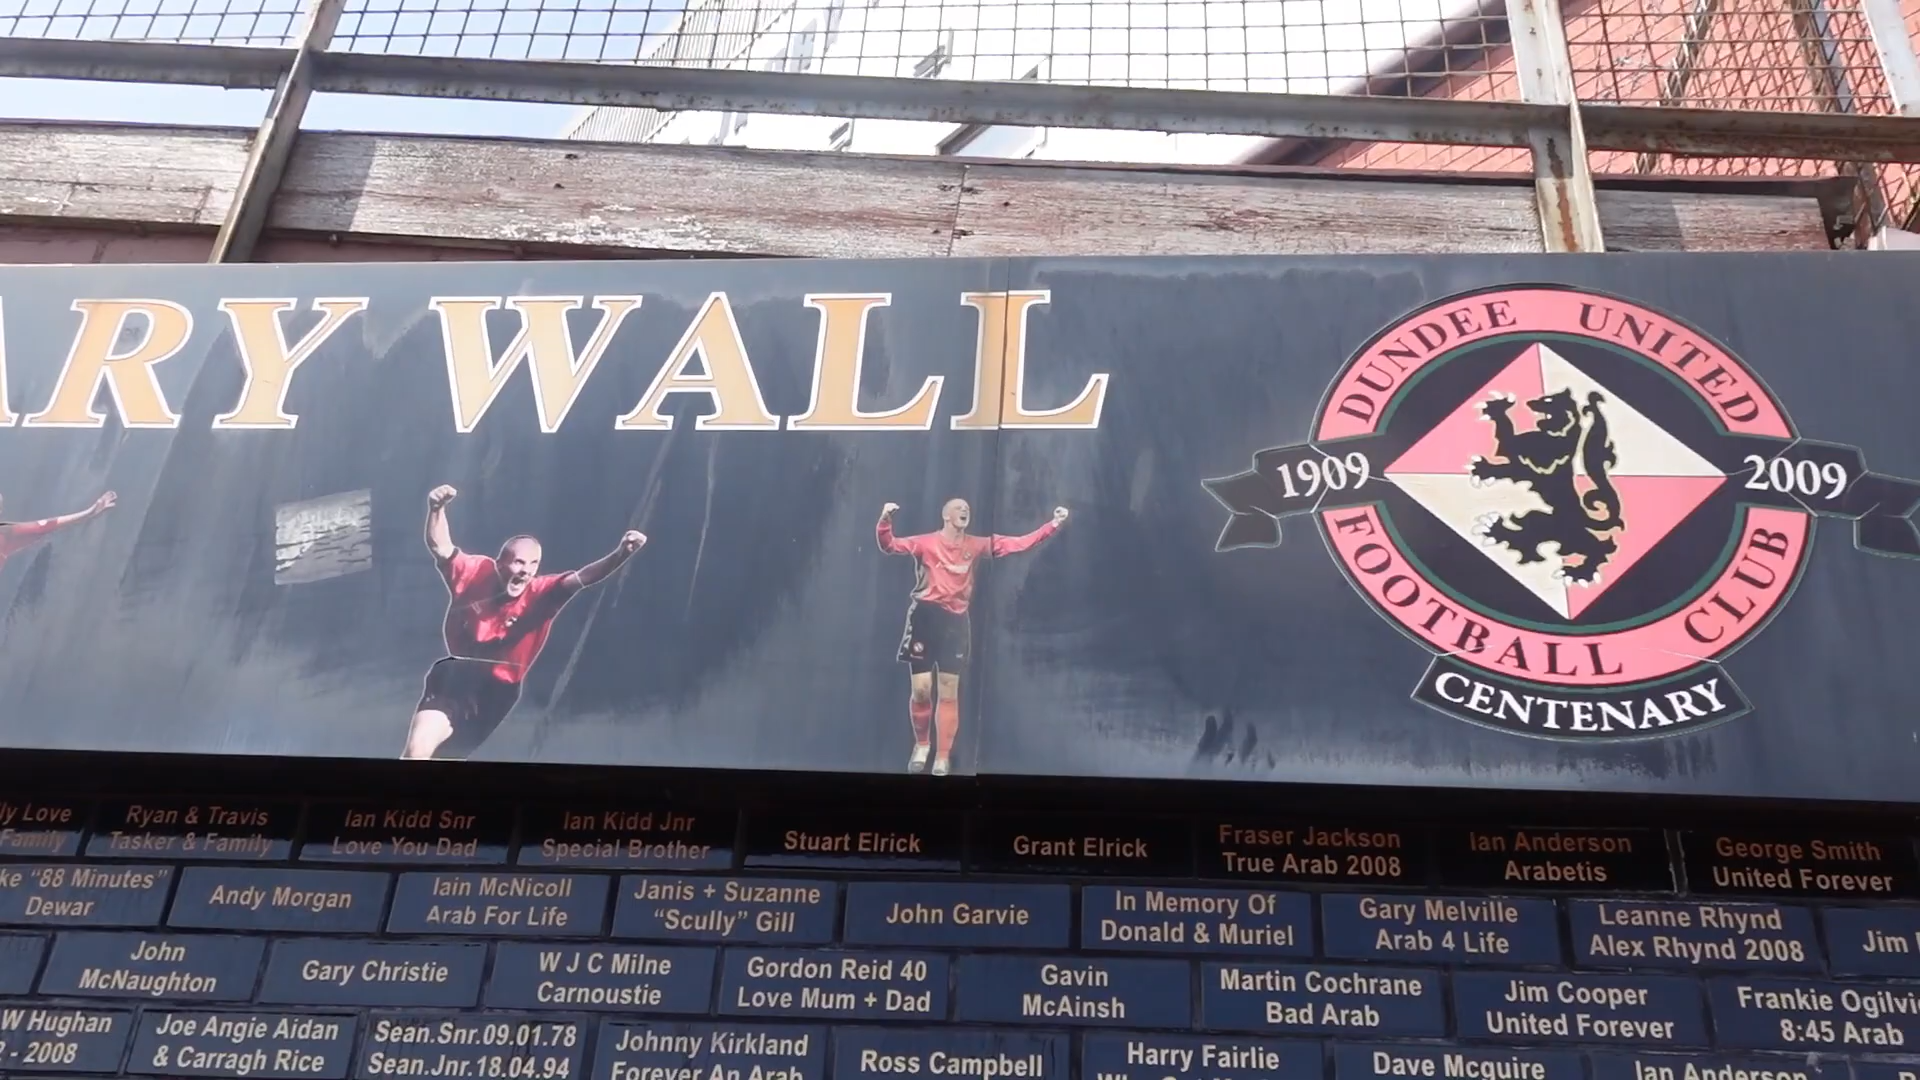 ARY WALL
DUNDEE UNITED
1909 2009
FOOTBALL CLUB
CENTENARY
Love
Family
Ryan & Travis
Tasker & Family
Ian Kidd Snr
Love You Dad
Ian Kidd Jnr
Special Brother
Stuart Elrick
Grant Elrick
Fraser Jackson
True Arab 2008
Ian Anderson
Arabetis
George Smith
United Forever
"88 Minutes"
Dewar
Andy Morgan
Iain McNicoll
Arab For Life
Janis + Suzanne
"Scully" Gill
John Garvie
In Memory Of
Donald & Muriel
Gary Melville
Arab 4 Life
Leanne Rhynd
Alex Rhynd 2008
Jim
John
McNaughton
Gary Christie
W J C Milne
Carnoustie
Gordon Reid 40
Love Mum + Dad
Gavin
McAinsh
Martin Cochrane
Bad Arab
Jim Cooper
United Forever
Frankie Ogilvi
8:45 Arab
W Hughan
- 2008
Joe Angie Aidan
& Carragh Rice
Sean.Snr.09.01.78
Sean.Jnr.18.04.94
Johnny Kirkland
Forever An Arab
Ross Campbell
Harry Fairlie
Dave Mcguire
Ian Anderson